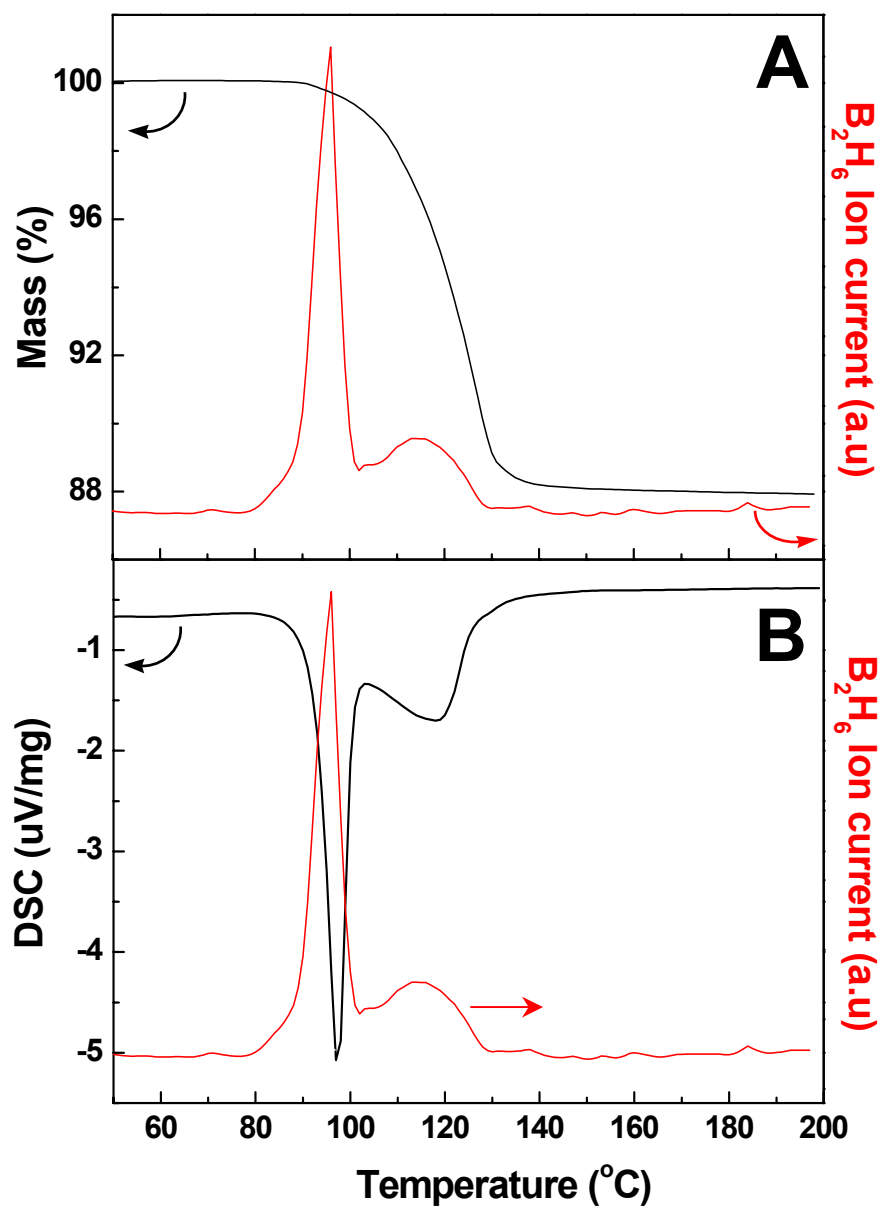 A
100
96
92
88
Mass (%)
B₂H₆ Ion current (a.u)
B
-1
-2
-3
-4
-5
DSC (uV/mg)
B₂H₆ Ion current (a.u)
60 80 100 120 140 160 180 200
Temperature (°C)